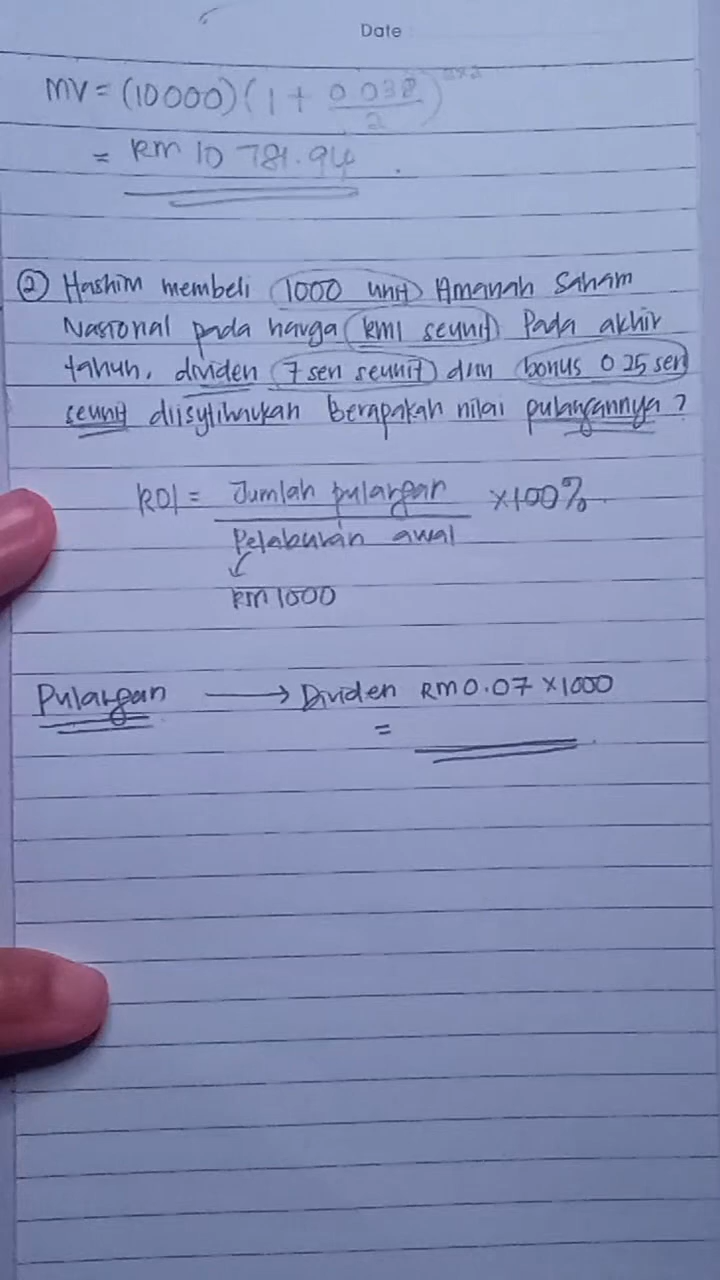 Date
MV = (10000)(1 + 0.038/2)
= RM 10 781.94
② Hashim membeli 1000 unit Amanah Saham
Nasional pada harga RM1 seunit Pada akhir
tahun, dividen 7 sen seunit dan bonus 0.25 sen
seunit diisytiharkan Berapakah nilai pulangannya?
ROI = Jumlah pulangan × 100%
Pelaburan awal
RM 1000
Pulangan → Dividen RM0.07 × 1000
=